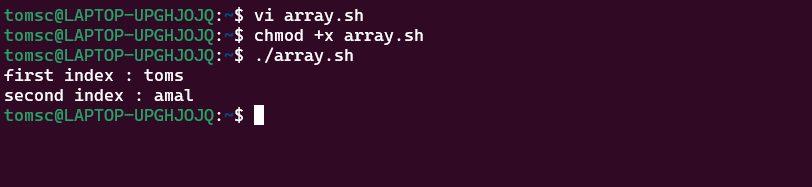 tomsc@LAPTOP-UPGHJOJQ:~$ vi array.sh
tomsc@LAPTOP-UPGHJOJQ:~$ chmod +x array.sh
tomsc@LAPTOP-UPGHJOJQ:~$ ./array.sh
first index : toms
second index : amal
tomsc@LAPTOP-UPGHJOJQ:~$